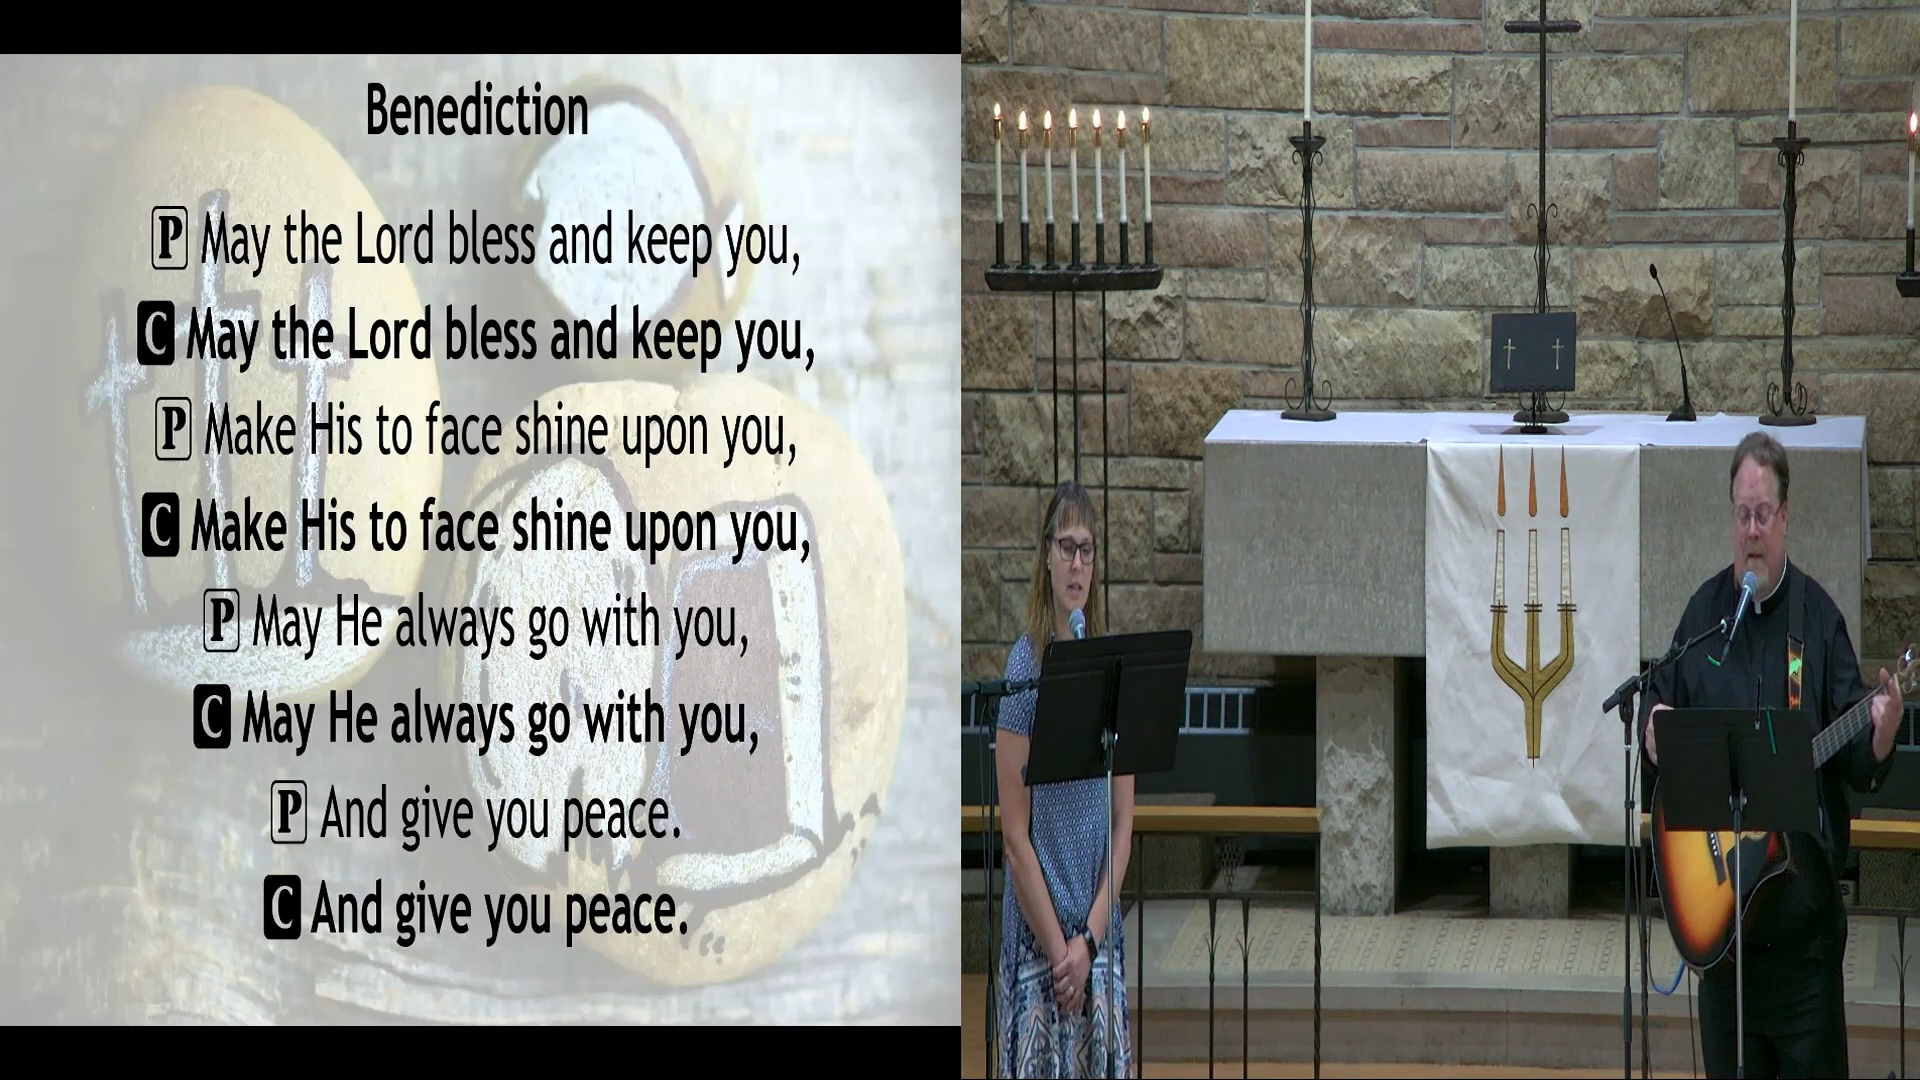 Benediction
P May the Lord bless and keep you,
C May the Lord bless and keep you,
P Make His to face shine upon you,
C Make His to face shine upon you,
P May He always go with you,
C May He always go with you,
P And give you peace.
C And give you peace.